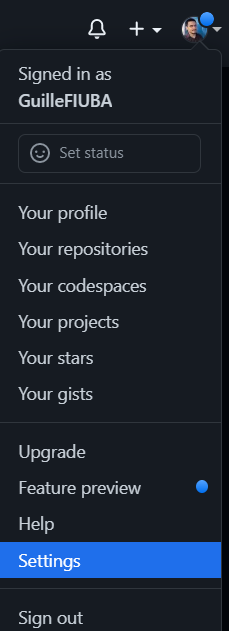 Signed in as
GuilleFIUBA
Set status
Your profile
Your repositories
Your codespaces
Your projects
Your stars
Your gists
Upgrade
Feature preview
Help
Settings
Sign out